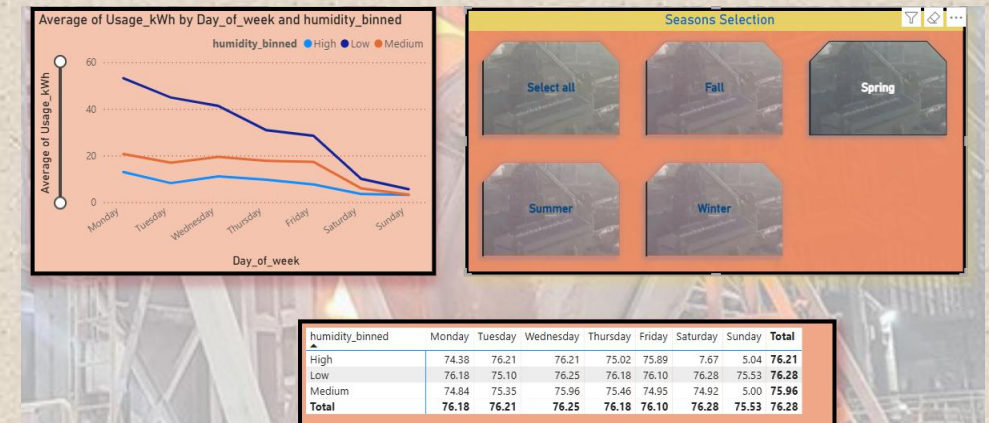 Average of Usage_kWh by Day_of_week and humidity_binned
humidity_binned High Low Medium
60
40
20
0
Average of Usage_kWh
Monday Tuesday Wednesday Thursday Friday Saturday Sunday
Day_of_week
Seasons Selection
Select all Fall Spring
Summer Winter
humidity_binned Monday Tuesday Wednesday Thursday Friday Saturday Sunday Total
High 74.38 76.21 76.21 75.02 75.89 7.67 5.04 76.21
Low 76.18 75.10 76.25 76.18 76.10 76.28 75.53 76.28
Medium 74.84 75.35 75.96 75.46 74.95 74.92 5.00 75.96
Total 76.18 76.21 76.25 76.18 76.10 76.28 75.53 76.28